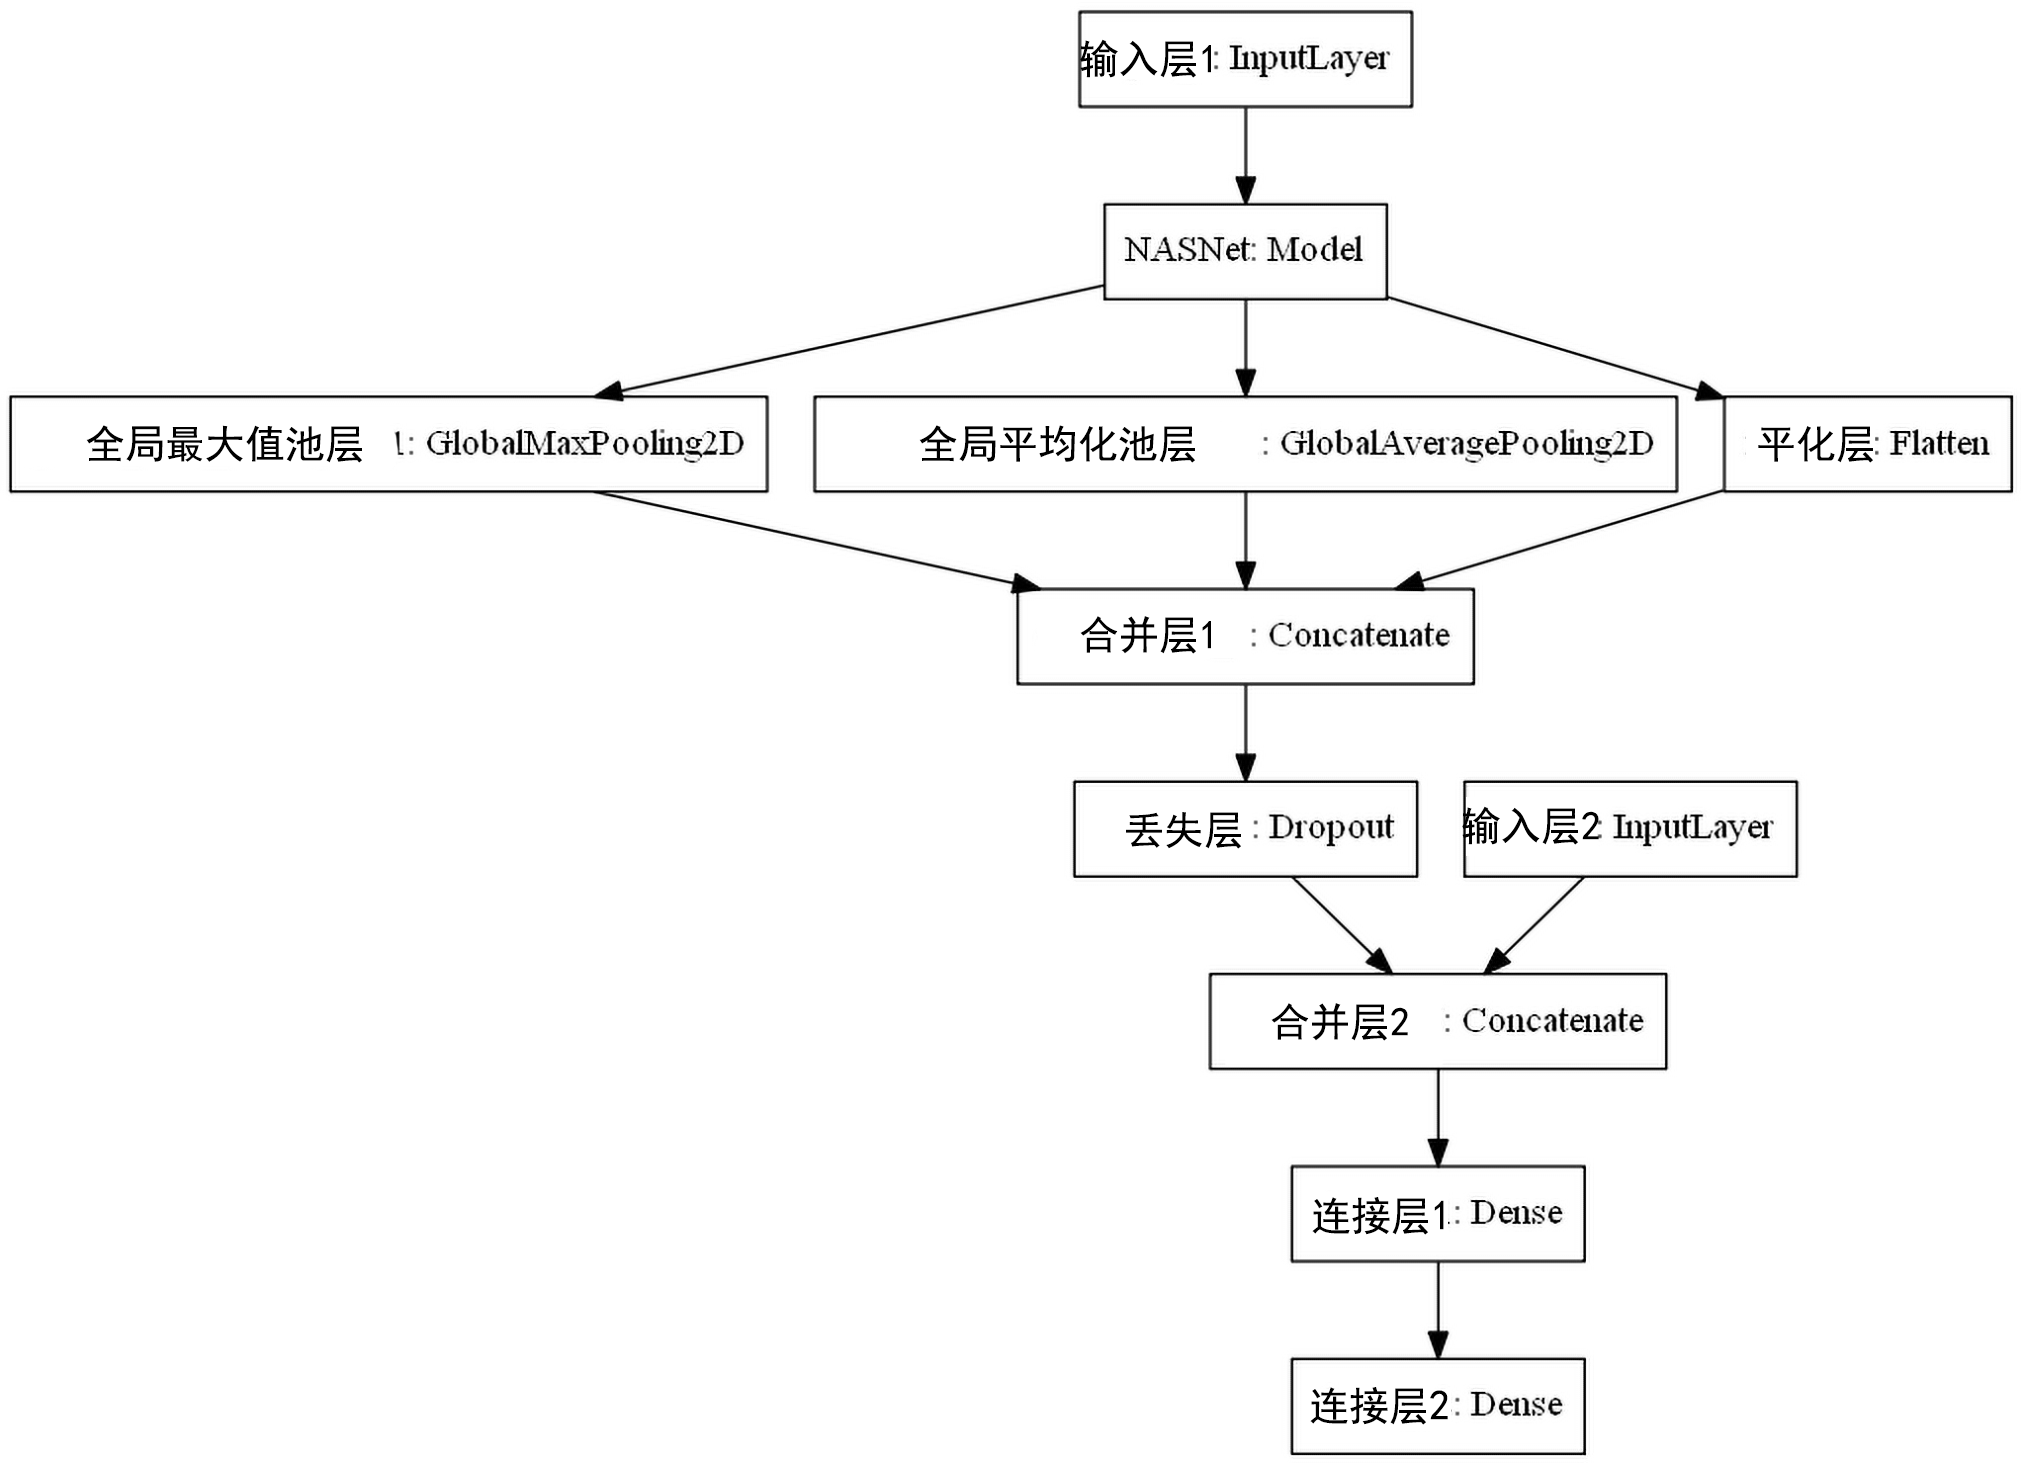 输入层1: InputLayer
NASNet: Model
全局最大值池层 : GlobalMaxPooling2D
全局平均化池层 : GlobalAveragePooling2D
平化层: Flatten
合并层1 : Concatenate
丢失层: Dropout
输入层2: InputLayer
合并层2 : Concatenate
连接层1: Dense
连接层2: Dense